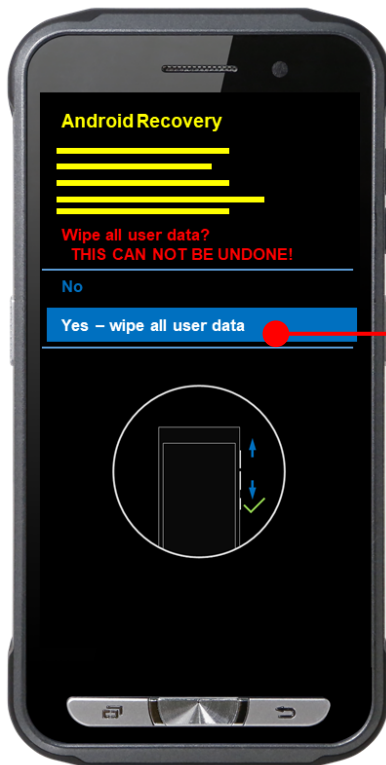 Android Recovery
Wipe all user data?
THIS CAN NOT BE UNDONE!
No
Yes – wipe all user data